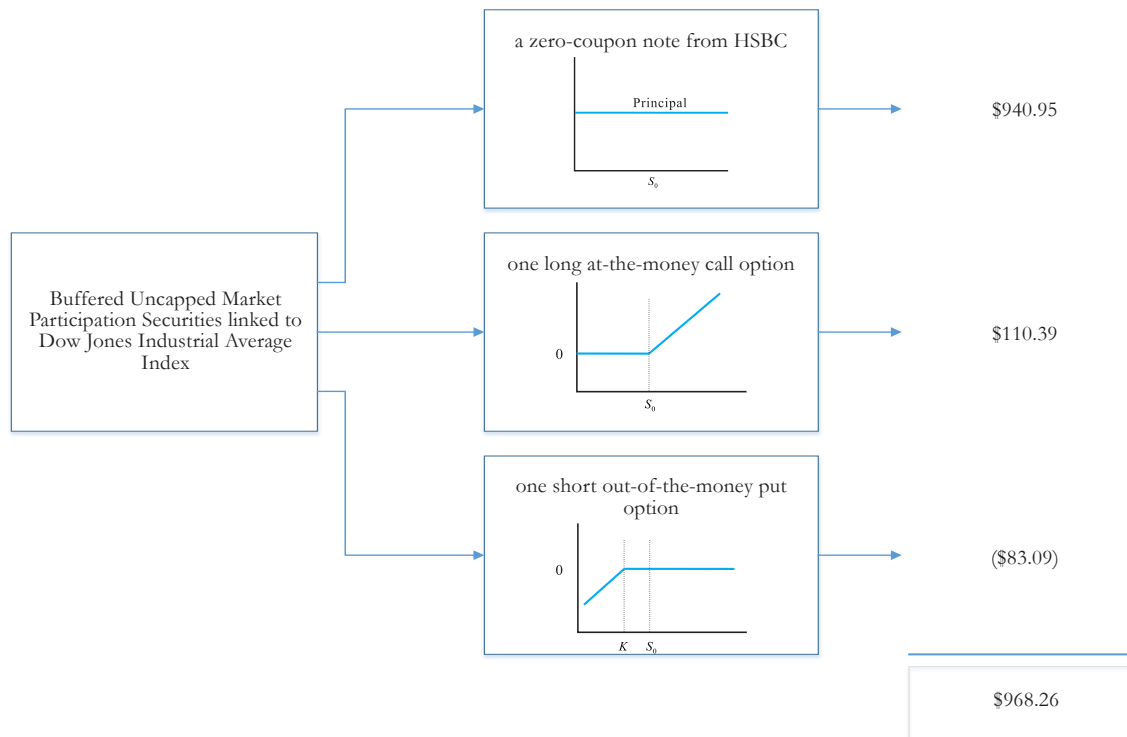 Buffered Uncapped Market
Participation Securities linked to
Dow Jones Industrial Average
Index
a zero-coupon note from HSBC
Principal
S₀
$940.95
one long at-the-money call option
0
S₀
$110.39
one short out-of-the-money put
option
0
K S₀
($83.09)
$968.26